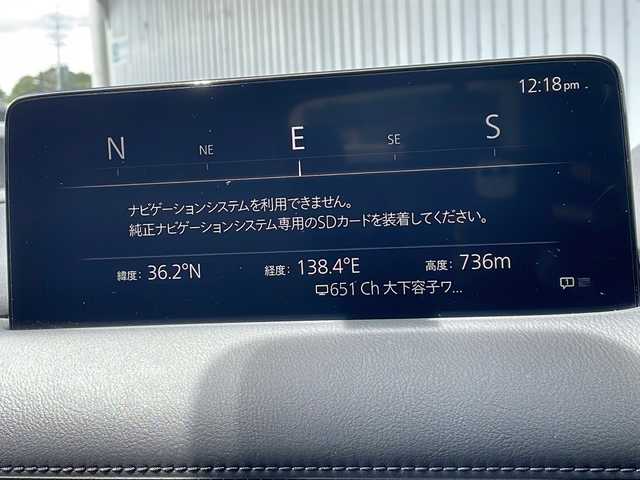 12:18pm
N NE E SE S
ナビゲーションシステムを利用できません。
純正ナビゲーションシステム専用のSDカードを装着してください。
緯度: 36.2°N 経度: 138.4°E 高度: 736m
651 Ch 大下容子ワ...